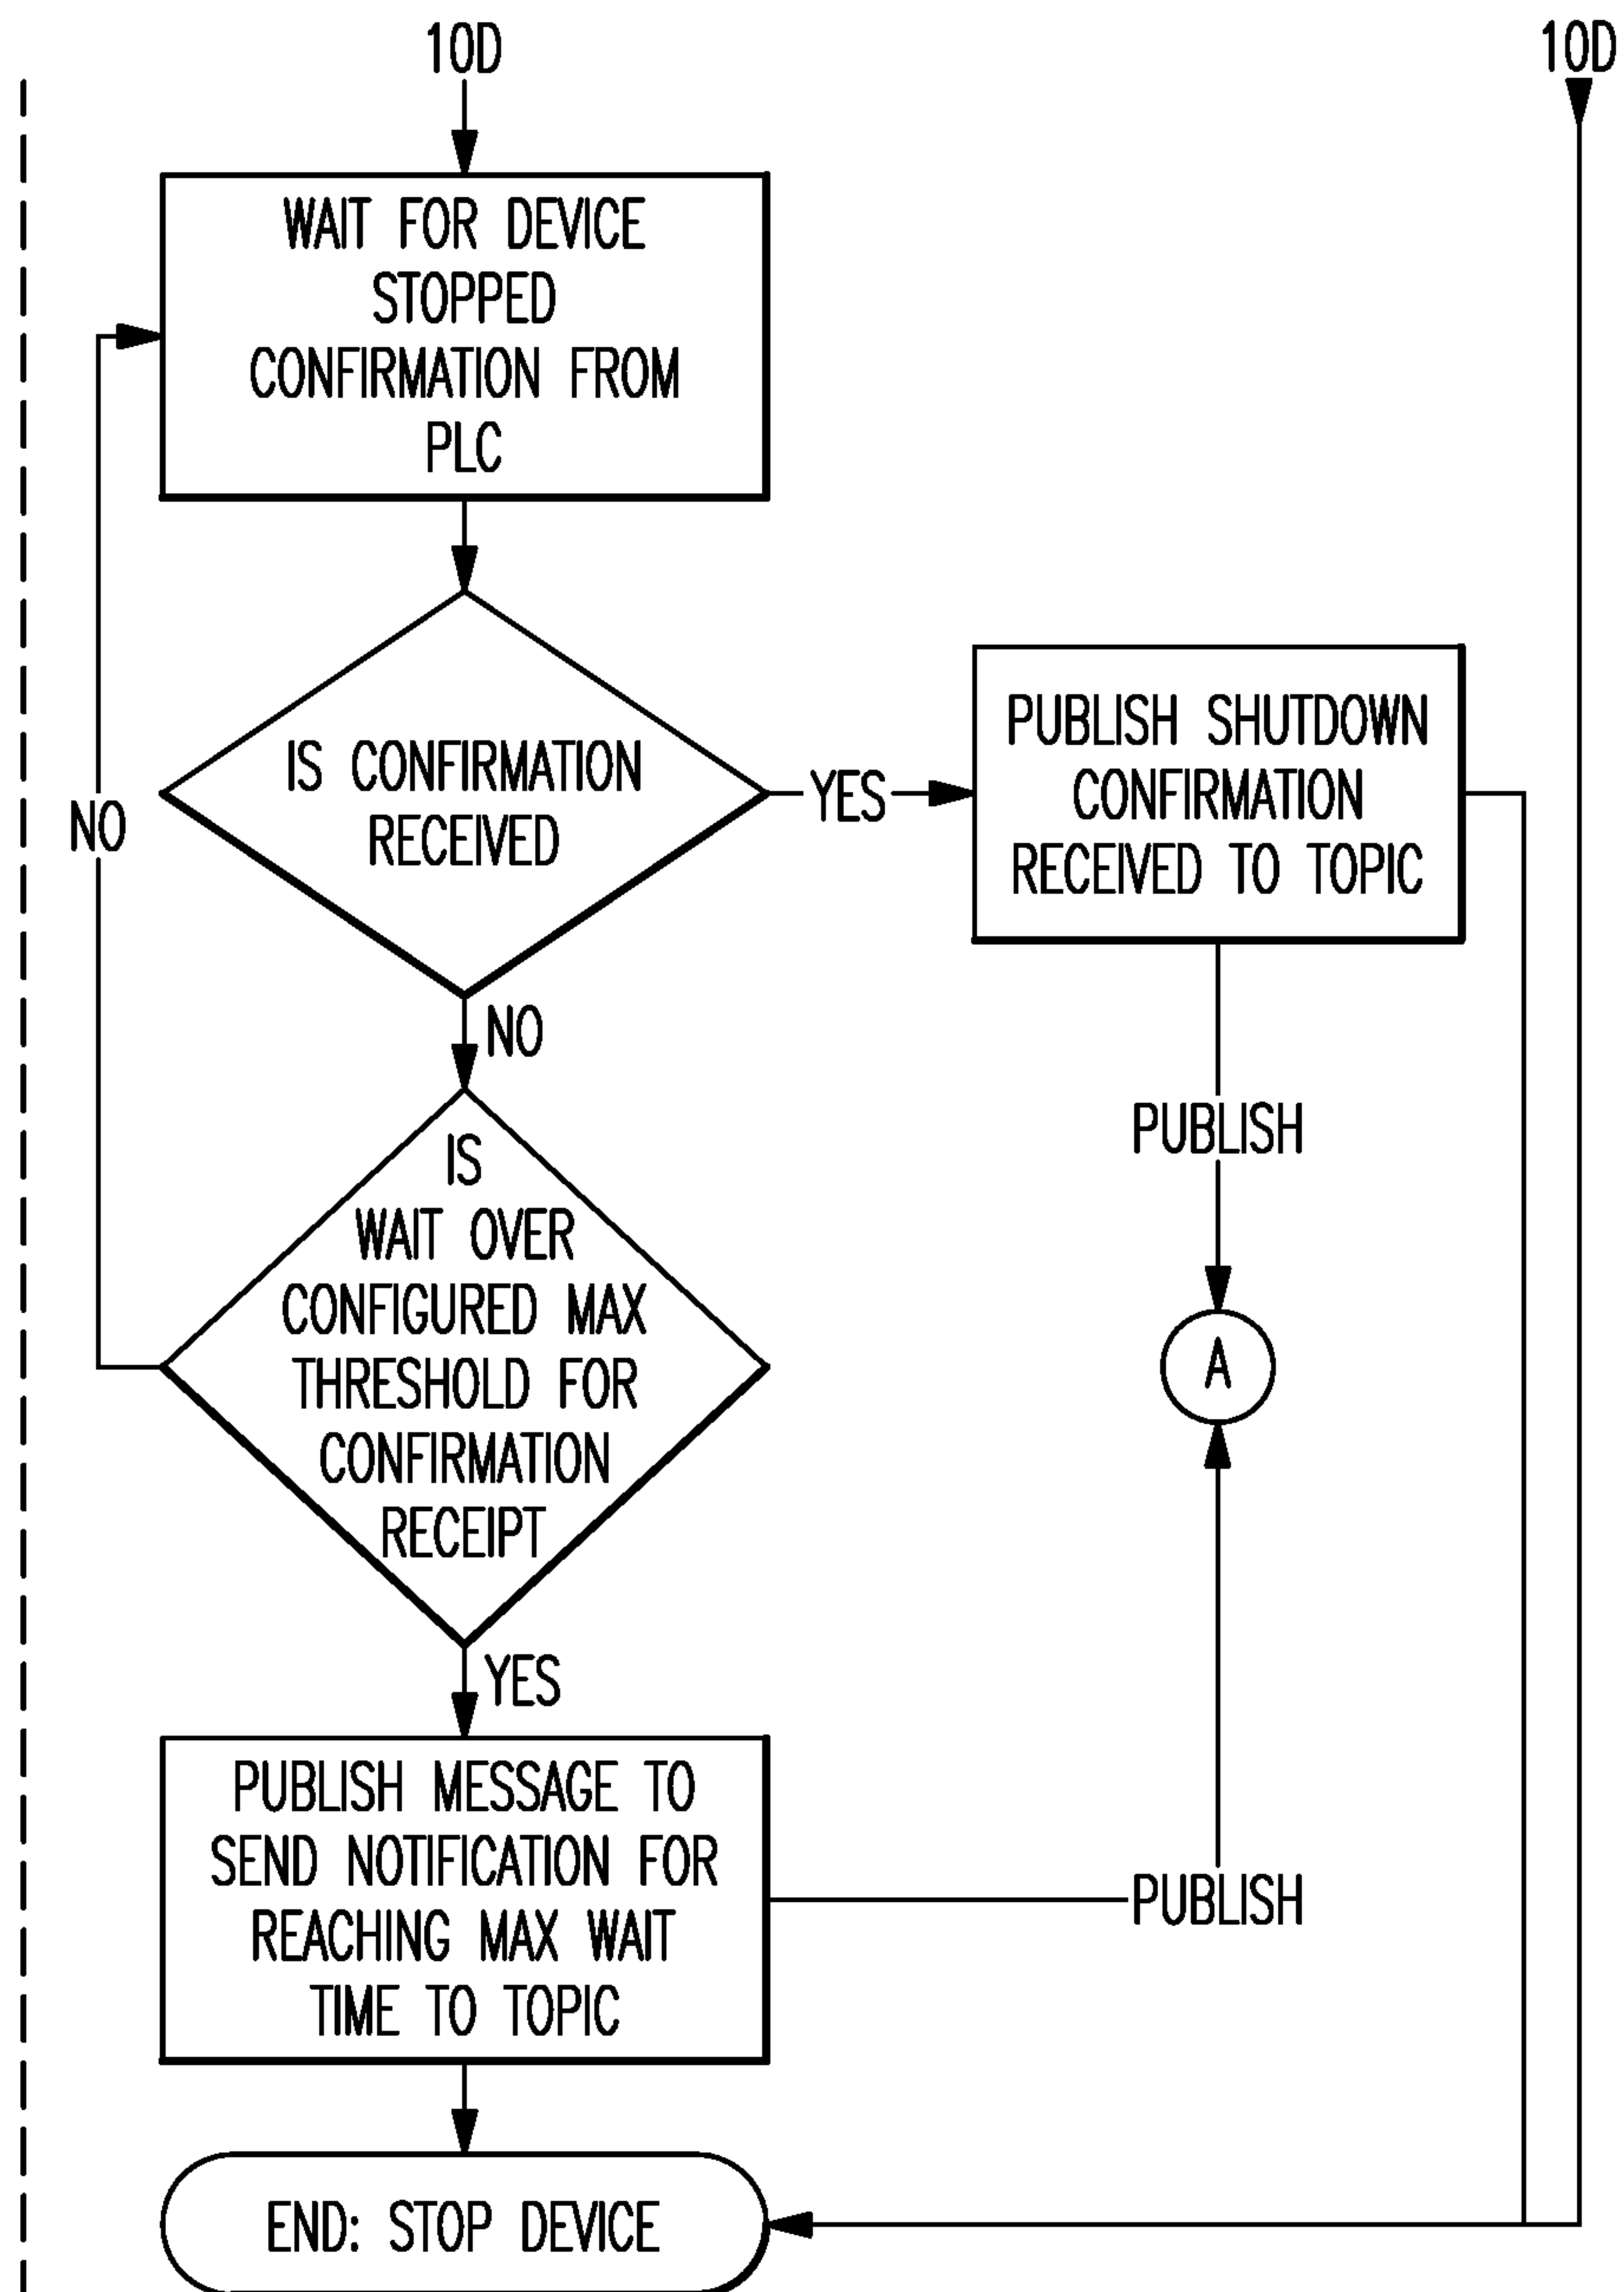 10D
10D
WAIT FOR DEVICE
STOPPED
CONFIRMATION FROM
PLC
IS CONFIRMATION
RECEIVED
YES
PUBLISH SHUTDOWN
CONFIRMATION
RECEIVED TO TOPIC
NO
NO
PUBLISH
IS
WAIT OVER
CONFIGURED MAX
THRESHOLD FOR
CONFIRMATION
RECEIPT
A
YES
PUBLISH MESSAGE TO
SEND NOTIFICATION FOR
REACHING MAX WAIT
TIME TO TOPIC
PUBLISH
END: STOP DEVICE